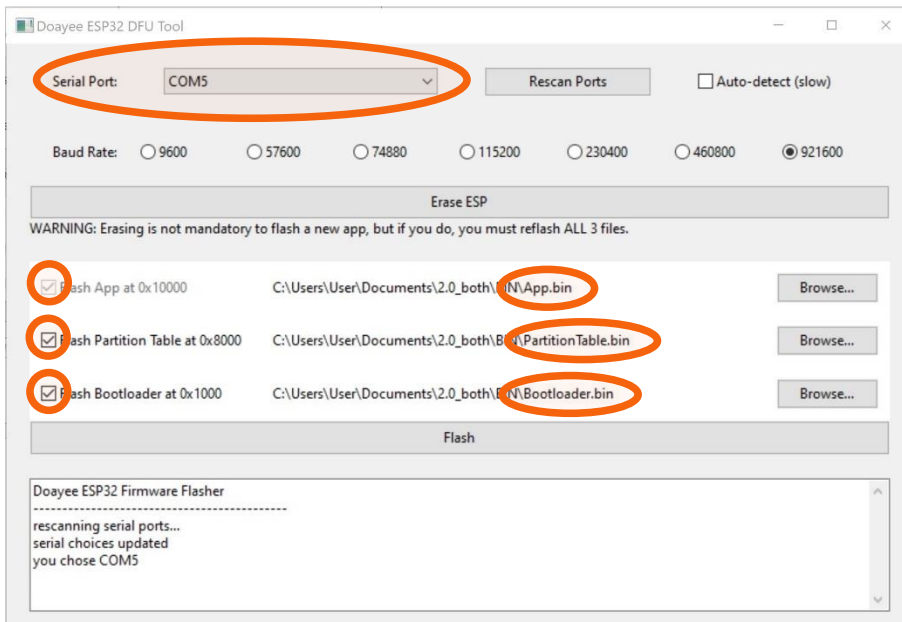 Doayee ESP32 DFU Tool
Serial Port: COM5 Rescan Ports Auto-detect (slow)
Baud Rate: 9600 57600 74880 115200 230400 460800 921600
Erase ESP
WARNING: Erasing is not mandatory to flash a new app, but if you do, you must reflash ALL 3 files.
Flash App at 0x10000 C:\Users\User\Documents\2.0_both\BIN\App.bin Browse...
Flash Partition Table at 0x8000 C:\Users\User\Documents\2.0_both\BIN\PartitionTable.bin Browse...
Flash Bootloader at 0x1000 C:\Users\User\Documents\2.0_both\BIN\Bootloader.bin Browse...
Flash
Doayee ESP32 Firmware Flasher
--------------------------------------------
rescanning serial ports...
serial choices updated
you chose COM5